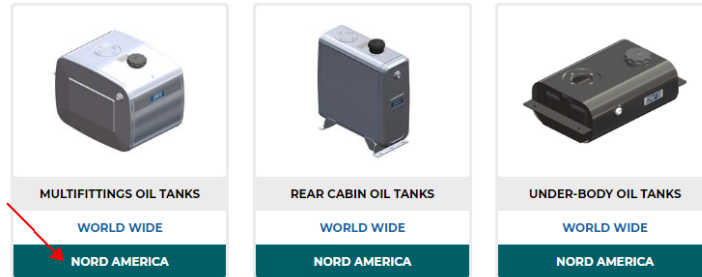 MULTIFITTINGS OIL TANKS
WORLD WIDE
NORD AMERICA
REAR CABIN OIL TANKS
WORLD WIDE
NORD AMERICA
UNDER-BODY OIL TANKS
WORLD WIDE
NORD AMERICA